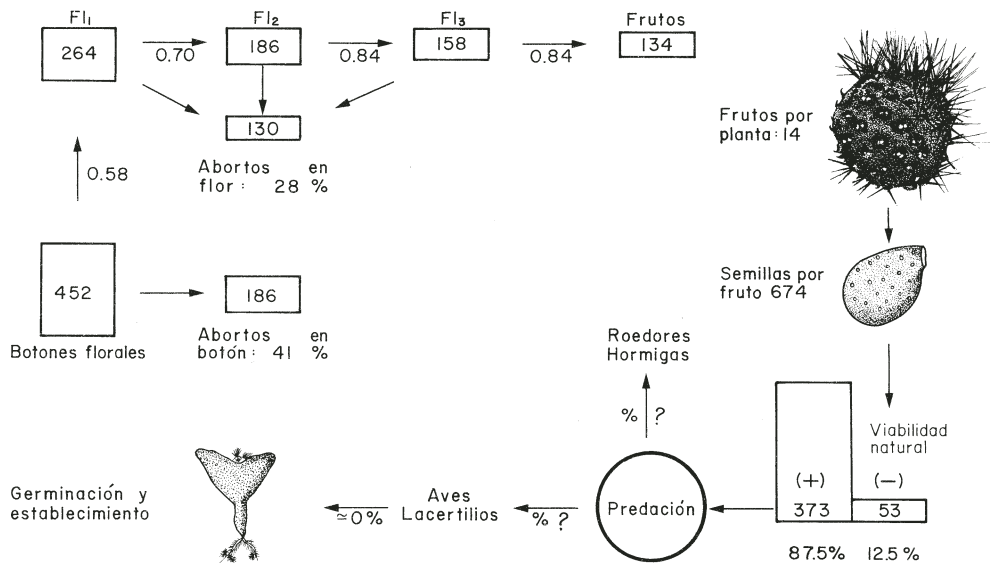 Fl₁
Fl₂
Fl₃
Frutos
264
0.70
186
0.84
158
0.84
134
130
Abortos en
flor: 28 %
0.58
452
Botones florales
186
Abortos en
botón: 41 %
Frutos por
planta: 14
Semillas por
fruto 674
Viabilidad
natural
(+)
(−)
373
53
87.5%
12.5%
Predación
Roedores
Hormigas
% ?
% ?
Aves
Lacertilios
≃0%
Germinación y
establecimiento